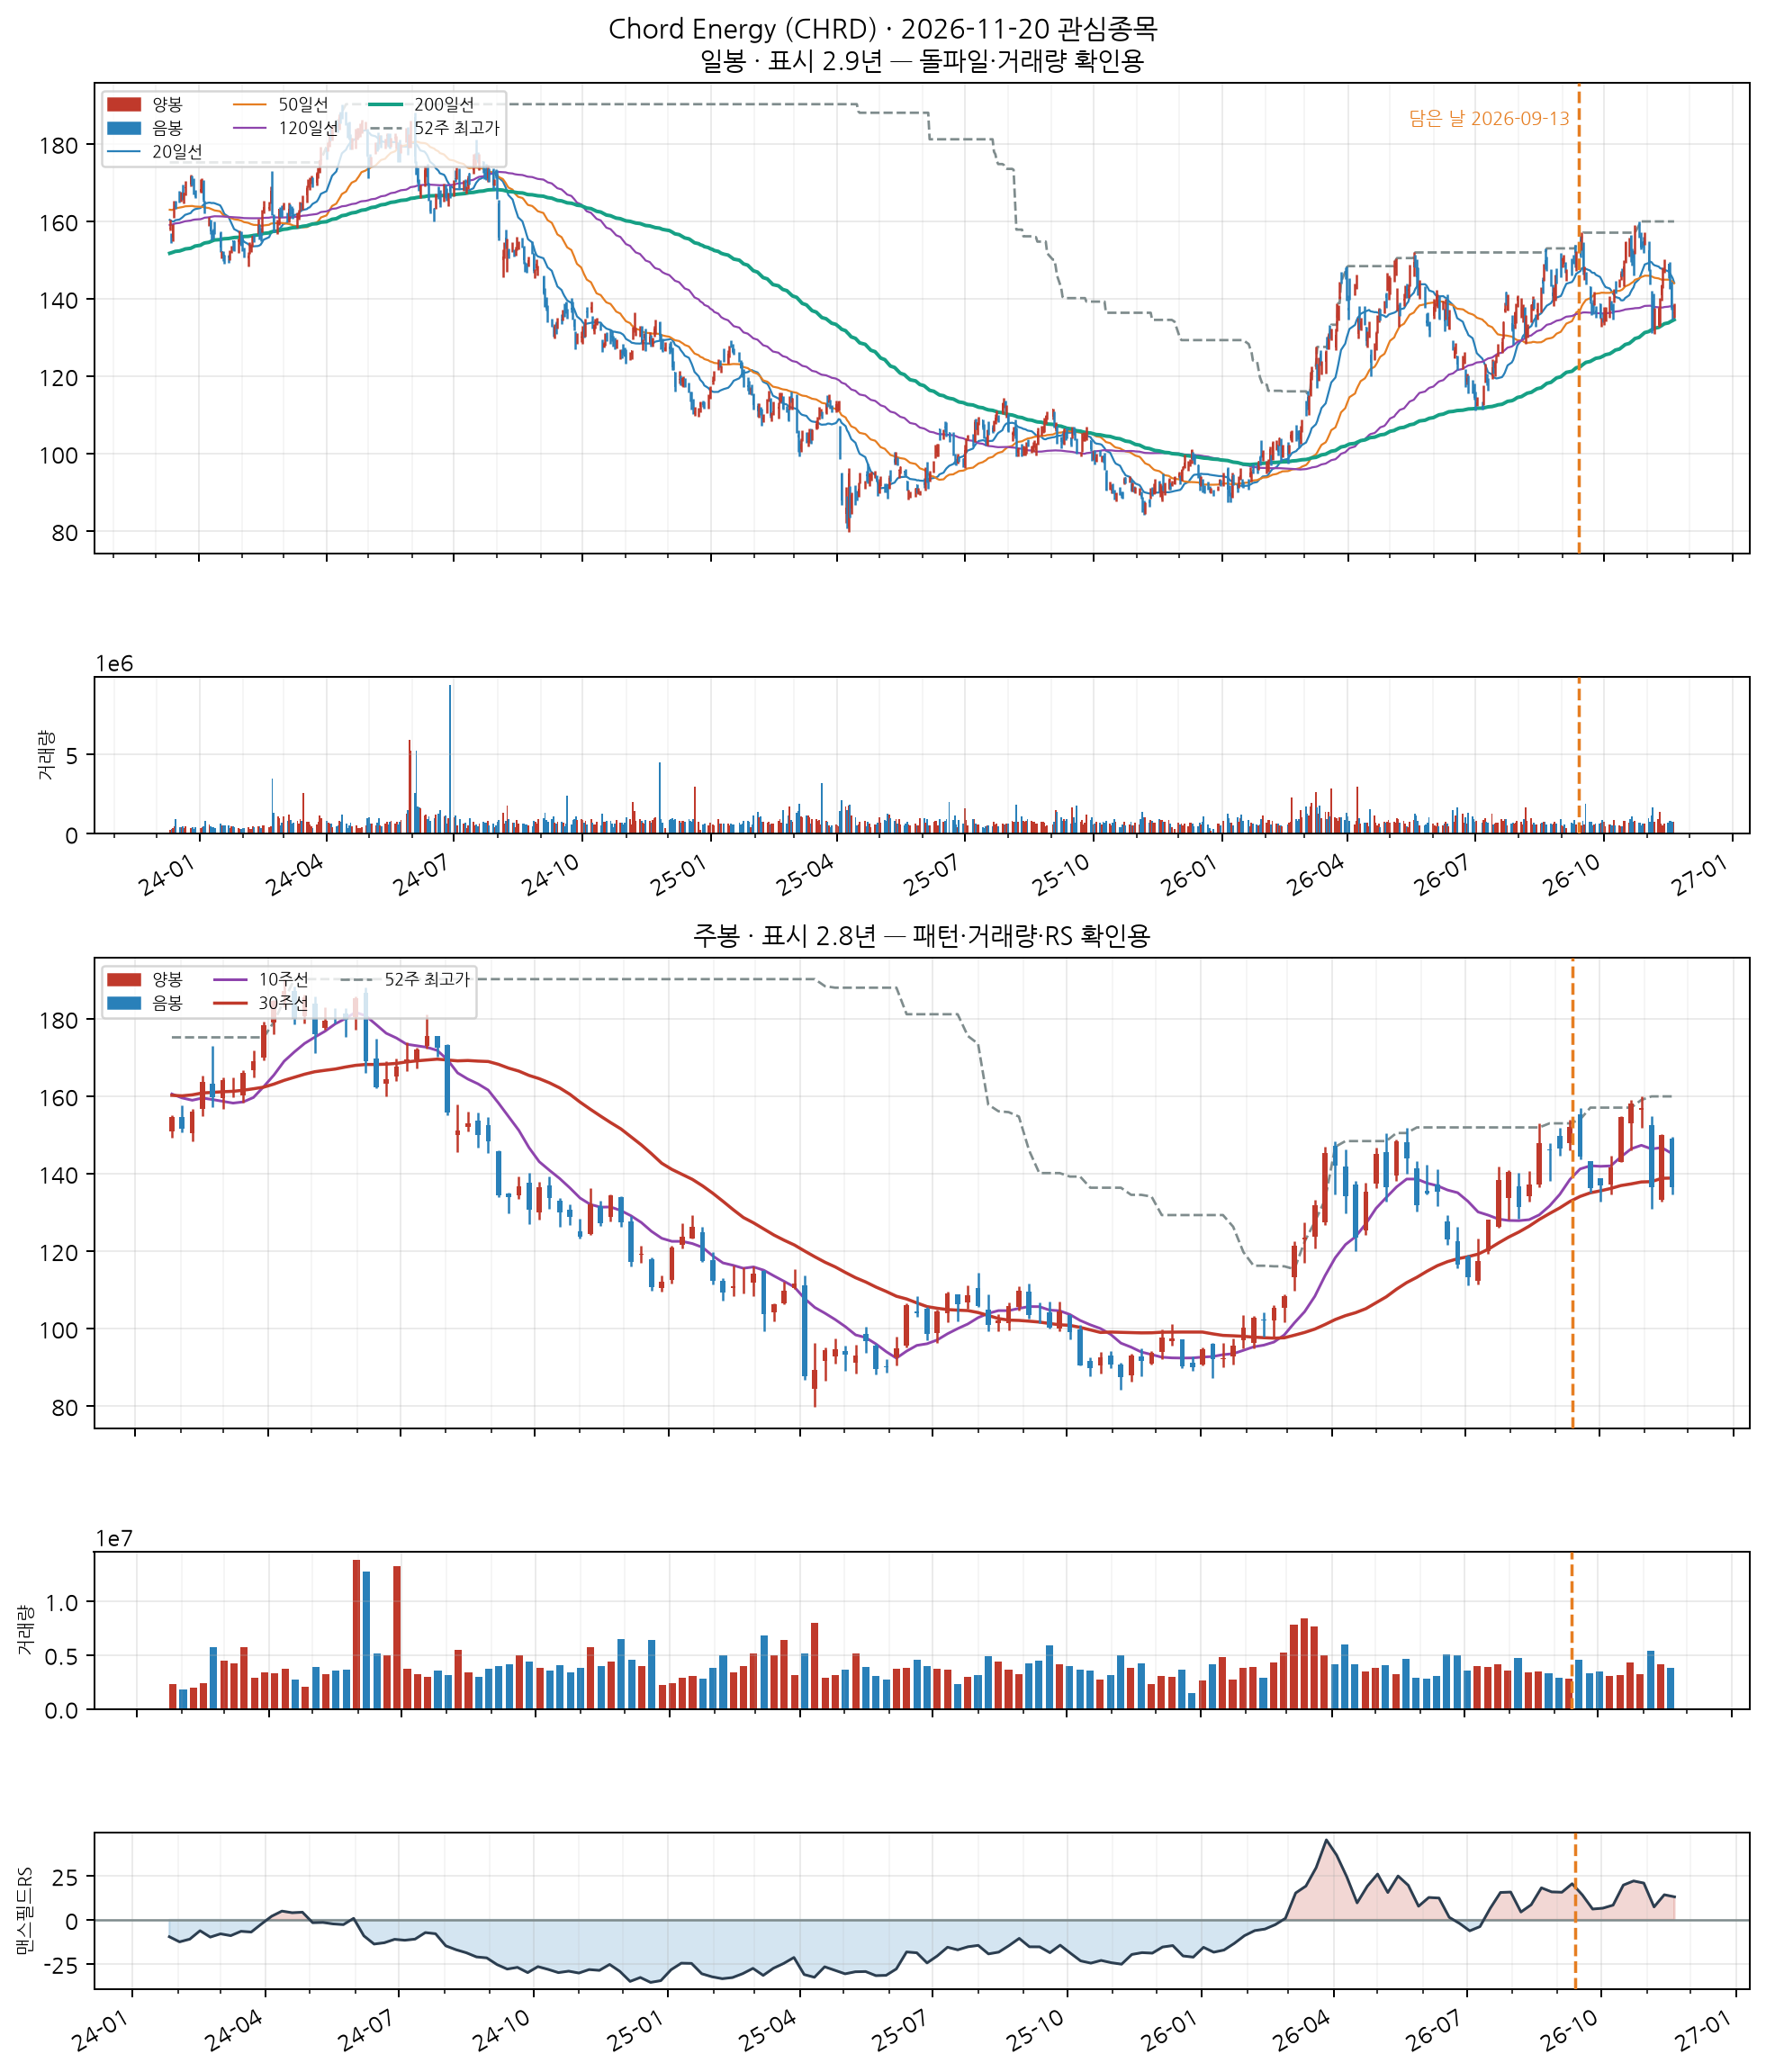 Chord Energy (CHRD) · 2026-11-20 관심종목
일봉 · 표시 2.9년 — 돌파일·거래량 확인용
양봉
음봉
20일선
50일선
120일선
200일선
52주 최고가
담은 날 2026-09-13
180
160
140
120
100
80
1e6
거래량
5
0
24-01
24-04
24-07
24-10
25-01
25-04
25-07
25-10
26-01
26-04
26-07
26-10
27-01
주봉 · 표시 2.8년 — 패턴·거래량·RS 확인용
양봉
음봉
10주선
30주선
52주 최고가
180
160
140
120
100
80
1e7
거래량
1.0
0.5
0.0
맨스필드RS
25
0
-25
24-01
24-04
24-07
24-10
25-01
25-04
25-07
25-10
26-01
26-04
26-07
26-10
27-01